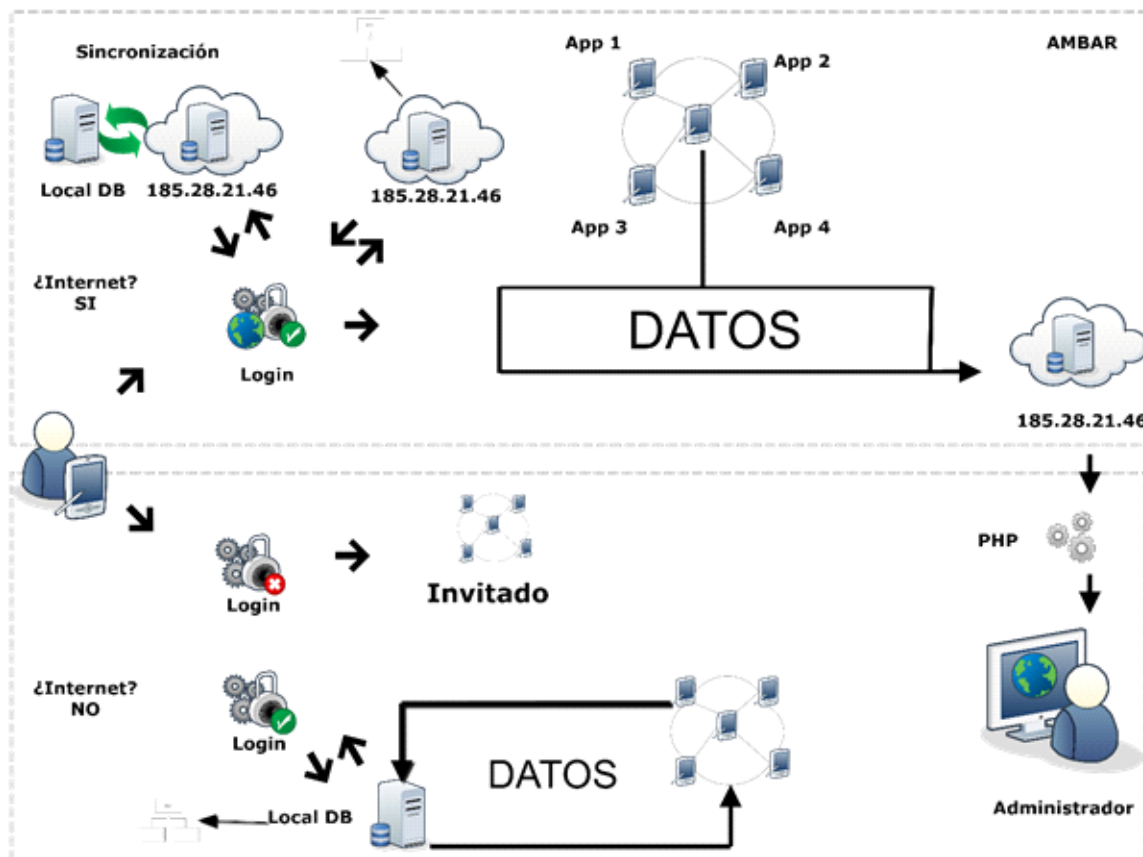 Sincronización
App 1
App 2
AMBAR
Local DB
185.28.21.46
185.28.21.46
App 3
App 4
¿Internet?
SI
Login
DATOS
185.28.21.46
PHP
Login
Invitado
¿Internet?
NO
Login
DATOS
Local DB
Administrador